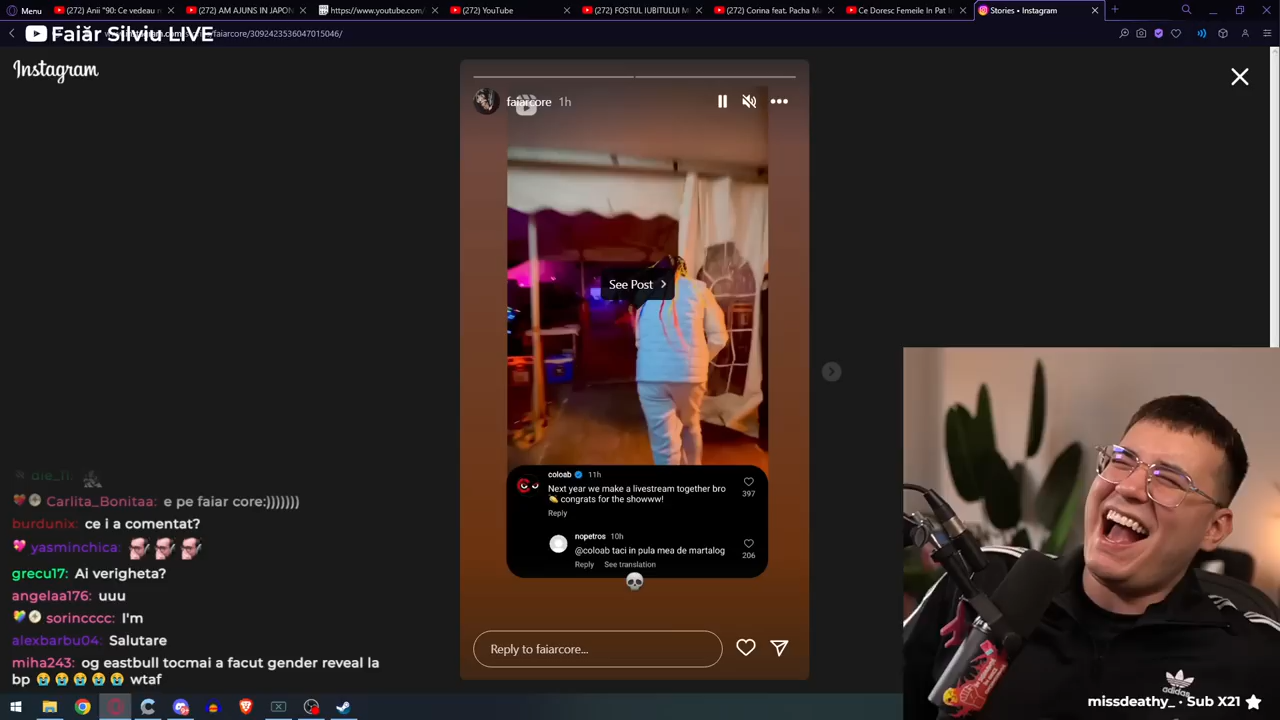 Menu
(272) Anii "90: Ce vedeau r
(272) AM AJUNS IN JAPON
https://www.youtube.com/
(272) YouTube
(272) FOSTUL IUBITULUI M
(272) Corina feat. Pacha M
Ce Doresc Femeile In Pat I
Stories • Instagram
Faiar Silviu LIVE
faiarcore/3092423536047015046/
Instagram
faiarcore 1h
See Post
coloab 11h
Next year we make a livestream together bro
congrats for the showww!
397
Reply
nopetros 10h
@coloab taci in pula mea de martalog
206
Reply See translation
Reply to faiarcore...
Carlita_Bonitaa: e pe faiar core:)))))))
burdunix: ce i a comentat?
yasminchica:
grecu17: Ai verigheta?
angelaa176: uuu
sorincccc: I'm
alexbarbu04: Salutare
miha243: og eastbull tocmai a facut gender reveal la
bp 😭😭😭😭😭 wtaf
adidas
missdeathy_ • Sub X21